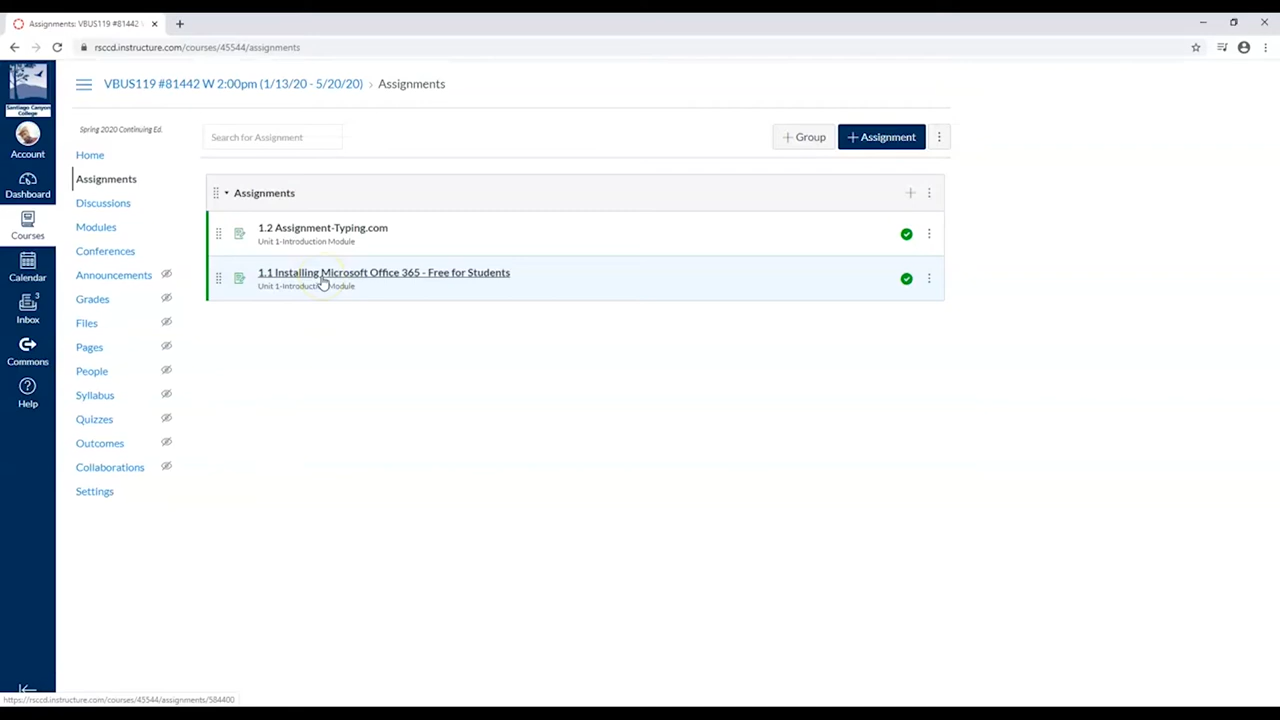 Assignments: VBUS119 #81442 W
rsccd.instructure.com/courses/45544/assignments
Santiago Canyon
College
Account
Dashboard
Courses
Calendar
3
Inbox
Commons
Help
VBUS119 #81442 W 2:00pm (1/13/20 - 5/20/20) › Assignments
Spring 2020 Continuing Ed.
Home
Assignments
Discussions
Modules
Conferences
Announcements
Grades
Files
Pages
People
Syllabus
Quizzes
Outcomes
Collaborations
Settings
Search for Assignment
+ Group
+ Assignment
Assignments
1.2 Assignment-Typing.com
Unit 1-Introduction Module
1.1 Installing Microsoft Office 365 - Free for Students
Unit 1-Introduction Module
https://rsccd.instructure.com/courses/45544/assignments/584400